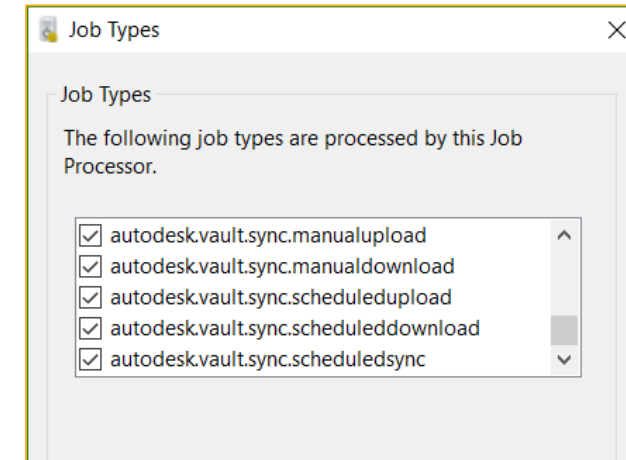 Job Types
Job Types
The following job types are processed by this Job
Processor.
autodesk.vault.sync.manualupload
autodesk.vault.sync.manualdownload
autodesk.vault.sync.scheduledupload
autodesk.vault.sync.scheduleddownload
autodesk.vault.sync.scheduledsync